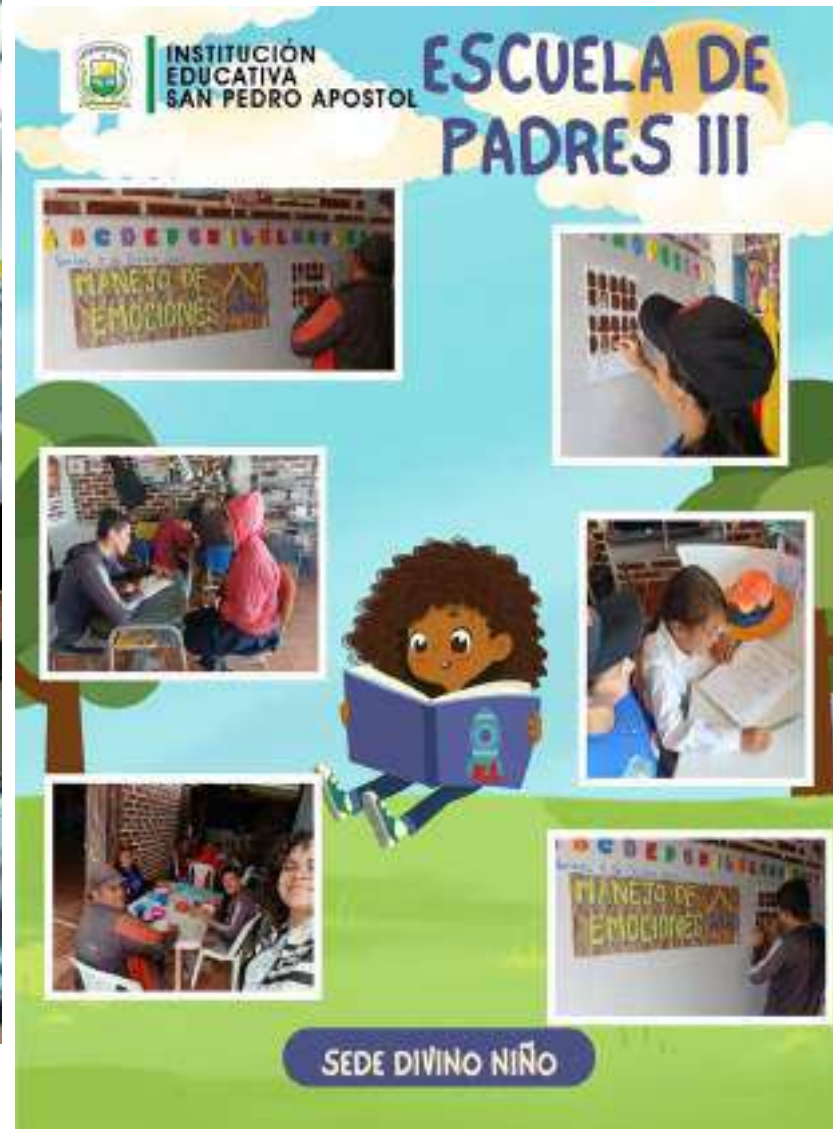 INSTITUCIÓN
EDUCATIVA
SAN PEDRO APOSTOL
ESCUELA DE
PADRES III
MANEJO DE
EMOCIONES
MANEJO DE
EMOCIONES
SEDE DIVINO NIÑO